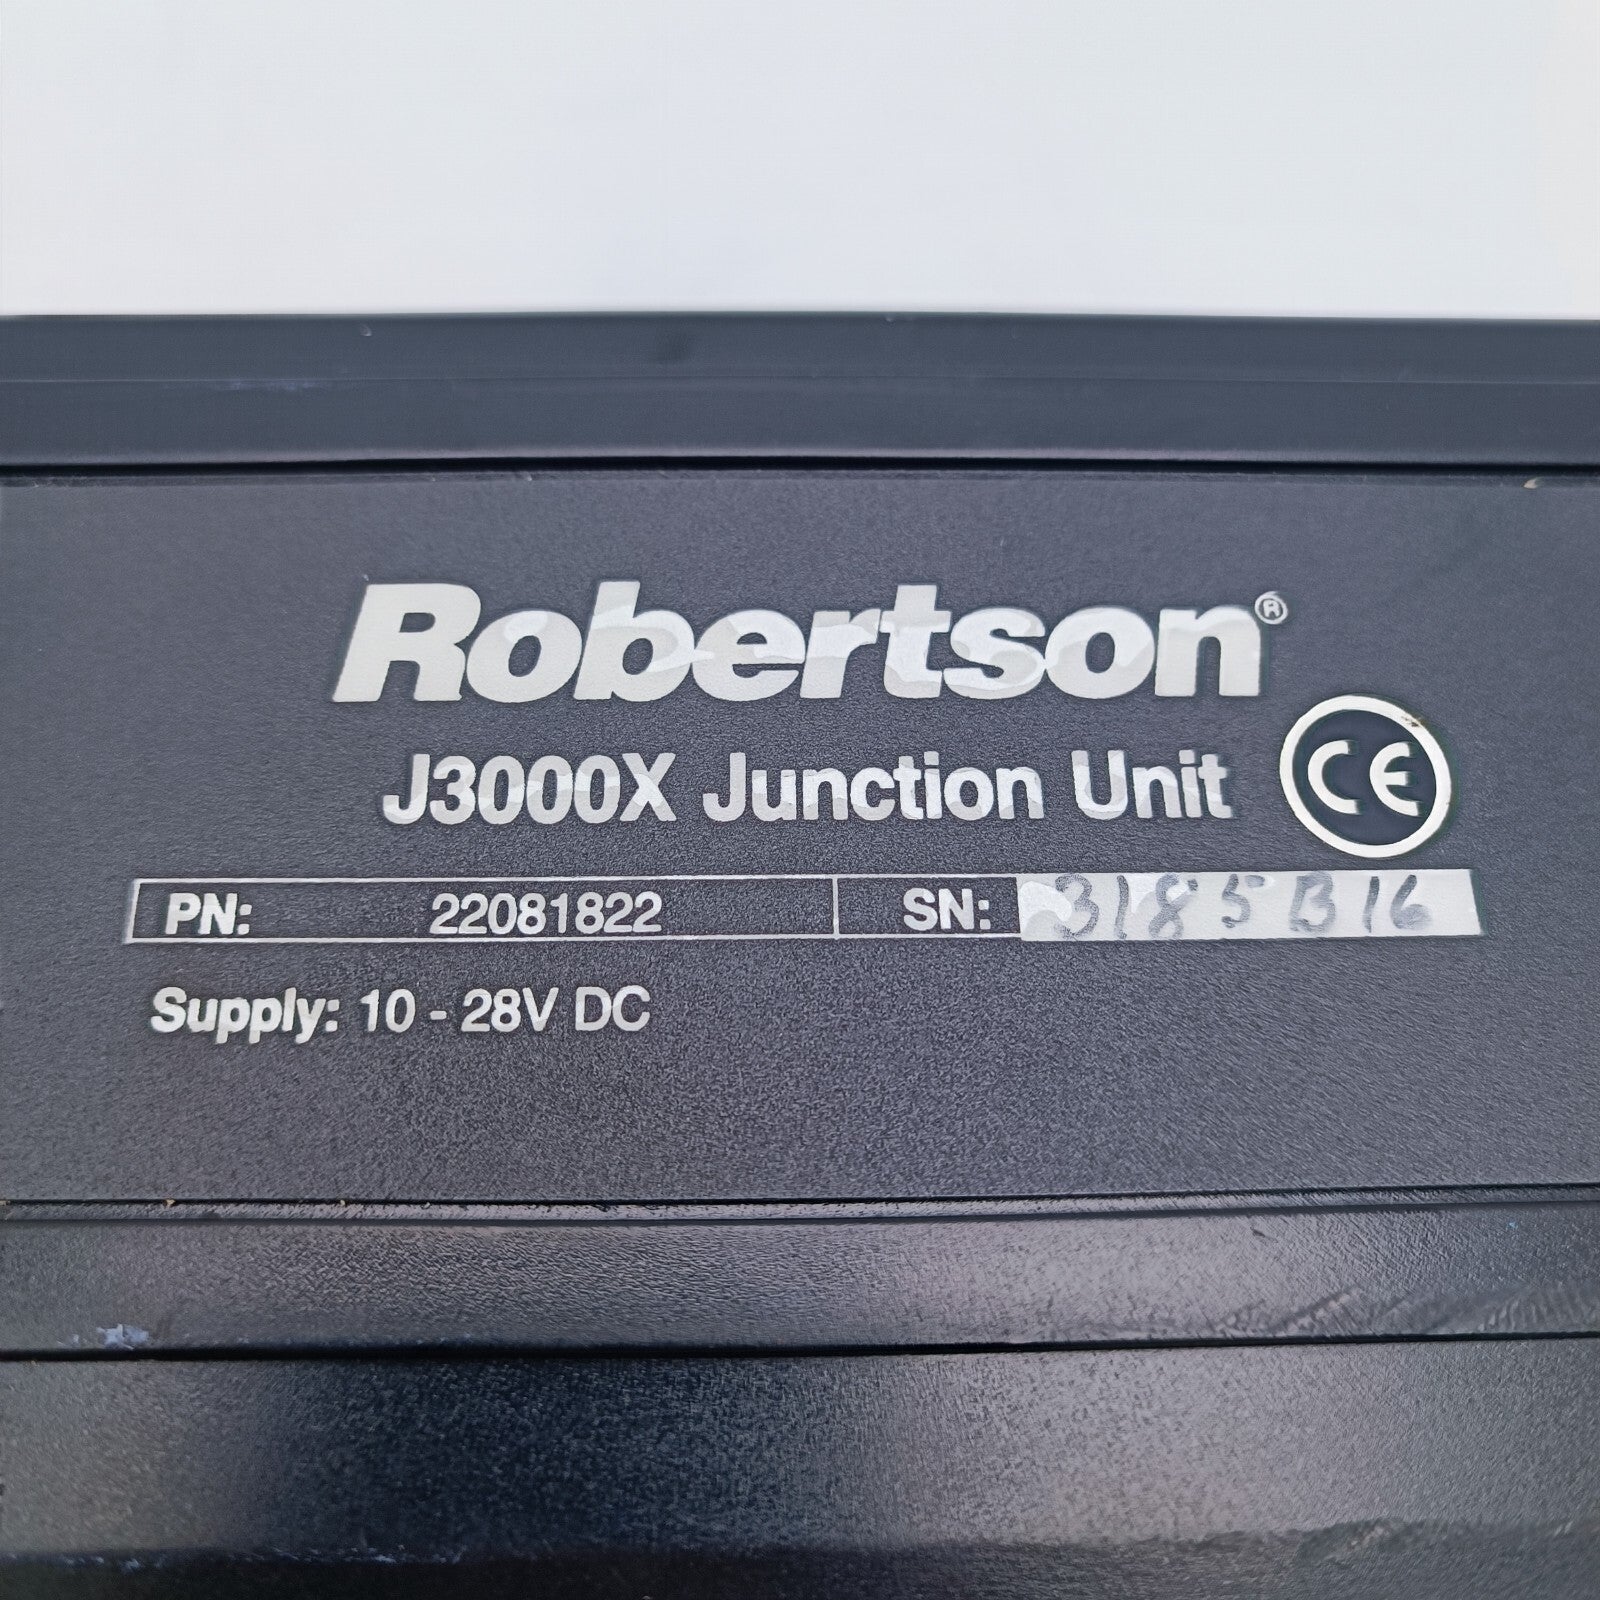 Robertson®
J3000X Junction Unit CE
PN: 22081822 SN: 3185B16
Supply: 10 - 28V DC